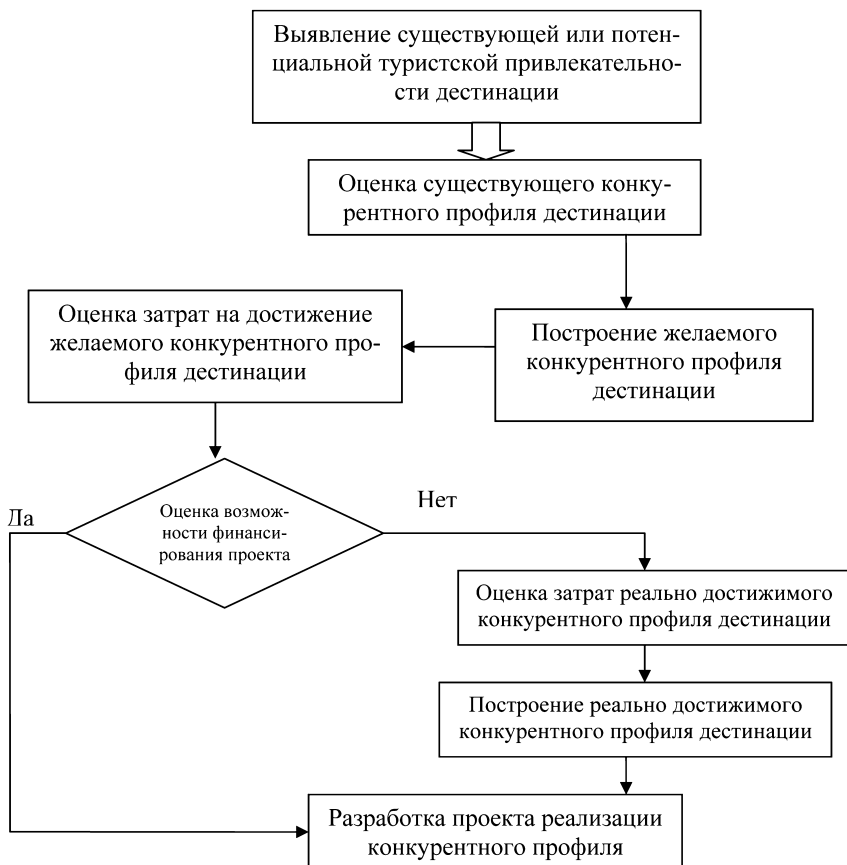 Выявление существующей или потен-
циальной туристской привлекательно-
сти дестинации
Оценка существующего конку-
рентного профиля дестинации
Оценка затрат на достижение
желаемого конкурентного про-
филя дестинации
Построение желаемого
конкурентного профиля
дестинации
Да
Оценка возмож-
ности финанси-
рования проекта
Нет
Оценка затрат реально достижимого
конкурентного профиля дестинации
Построение реально достижимого
конкурентного профиля дестинации
Разработка проекта реализации
конкурентного профиля